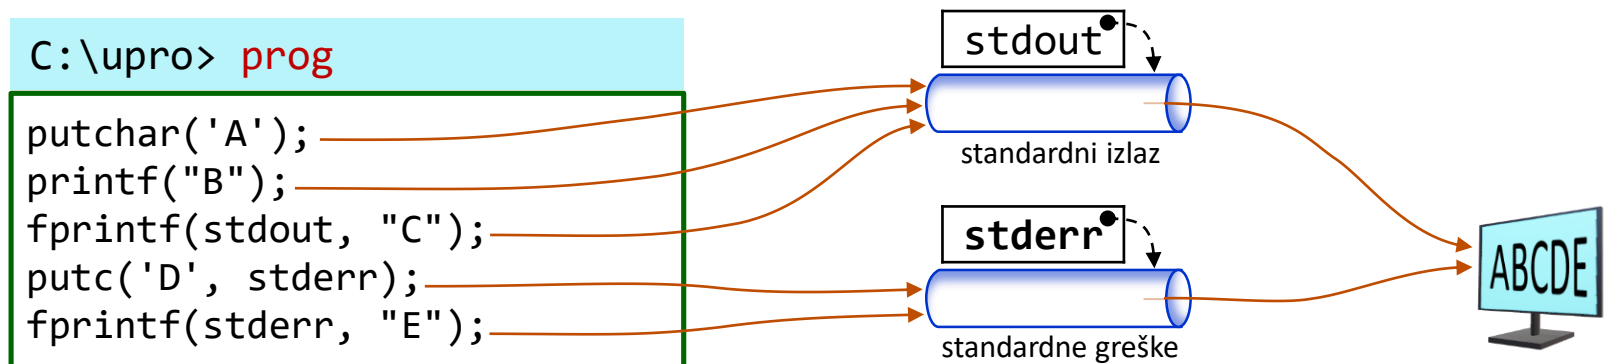 C:\upro> prog
putchar('A');
printf("B");
fprintf(stdout, "C");
putc('D', stderr);
fprintf(stderr, "E");
stdout
standardni izlaz
stderr
standardne greške
ABCDE